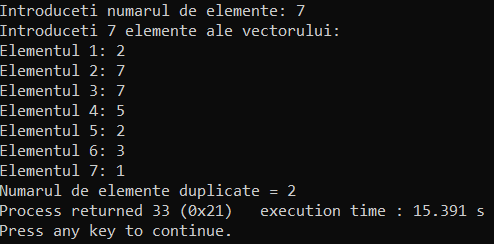 Introduceti numarul de elemente: 7
Introduceti 7 elemente ale vectorului:
Elementul 1: 2
Elementul 2: 7
Elementul 3: 7
Elementul 4: 5
Elementul 5: 2
Elementul 6: 3
Elementul 7: 1
Numarul de elemente duplicate = 2
Process returned 33 (0x21)   execution time : 15.391 s
Press any key to continue.